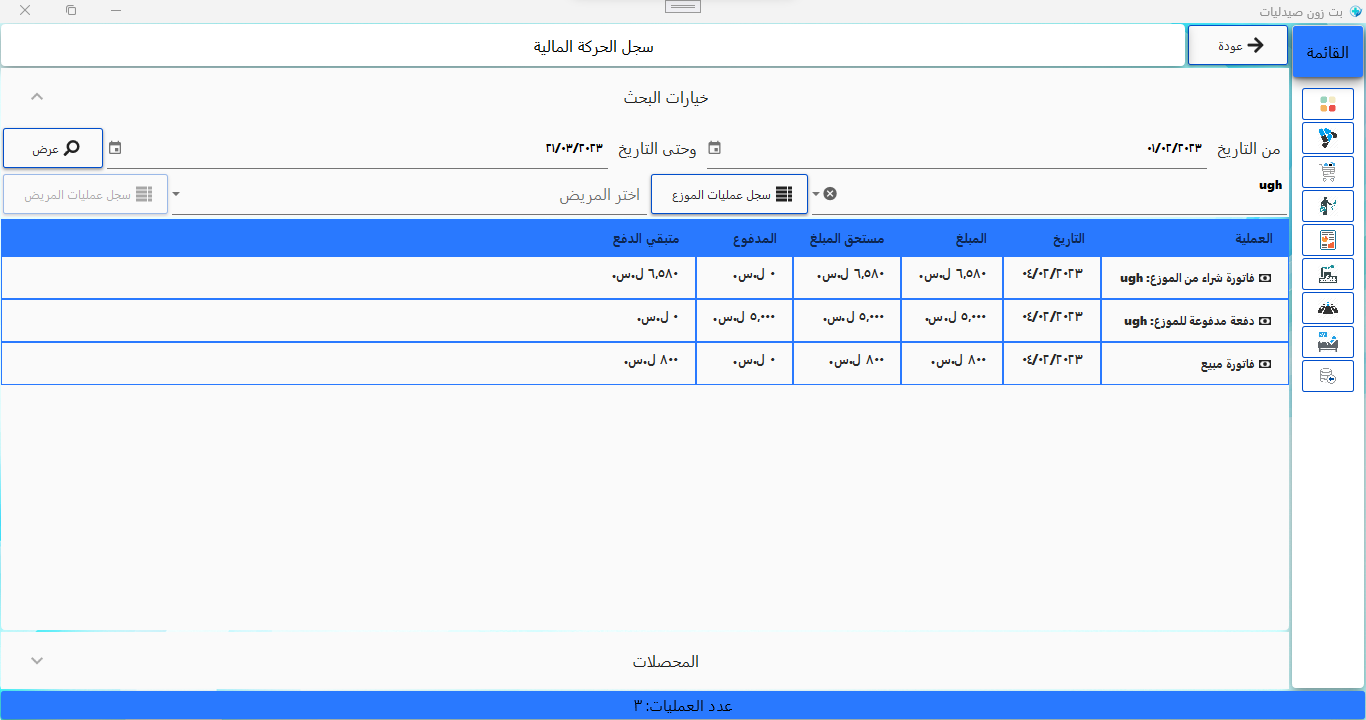 بت زون صيدليات
القائمة
عودة
سجل الحركة المالية
خيارات البحث
من التاريخ ٠١/٠٢/٢٠٢٣ وحتى التاريخ ٢١/٠٣/٢٠٢٣ عرض
ugh سجل عمليات الموزع اختر المريض سجل عمليات المريض
العملية التاريخ المبلغ مستحق المبلغ المدفوع متبقي الدفع
فاتورة شراء من الموزع: ugh ٠٤/٠٢/٢٠٢٣ ٦,٥٨٠ ل.س. ٦,٥٨٠ ل.س. ٠ ل.س. ٦,٥٨٠ ل.س.
دفعة مدفوعة للموزع: ugh ٠٤/٠٢/٢٠٢٣ ٥,٠٠٠ ل.س. ٥,٠٠٠ ل.س. ٥,٠٠٠ ل.س. ٠ ل.س.
فاتورة مبيع ٠٤/٠٢/٢٠٢٣ ٨٠٠ ل.س. ٨٠٠ ل.س. ٠ ل.س. ٨٠٠ ل.س.
المحصلات
عدد العمليات: ٣